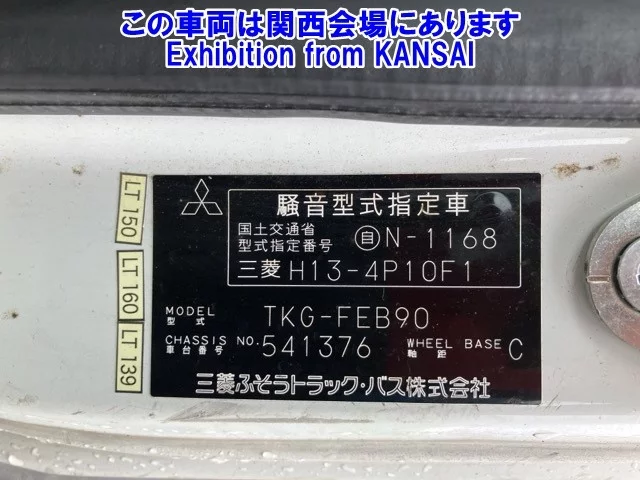 この車両は関西会場にあります
Exhibition from KANSAI
LT 150
LT 160
LT 139
騒音型式指定車
国土交通省
型式指定番号 自N-1168
三菱 H13-4P10F1
MODEL
型式 TKG-FEB90
CHASSIS NO.
車台番号 541376 WHEEL BASE
軸距 C
三菱ふそうトラック・バス株式会社